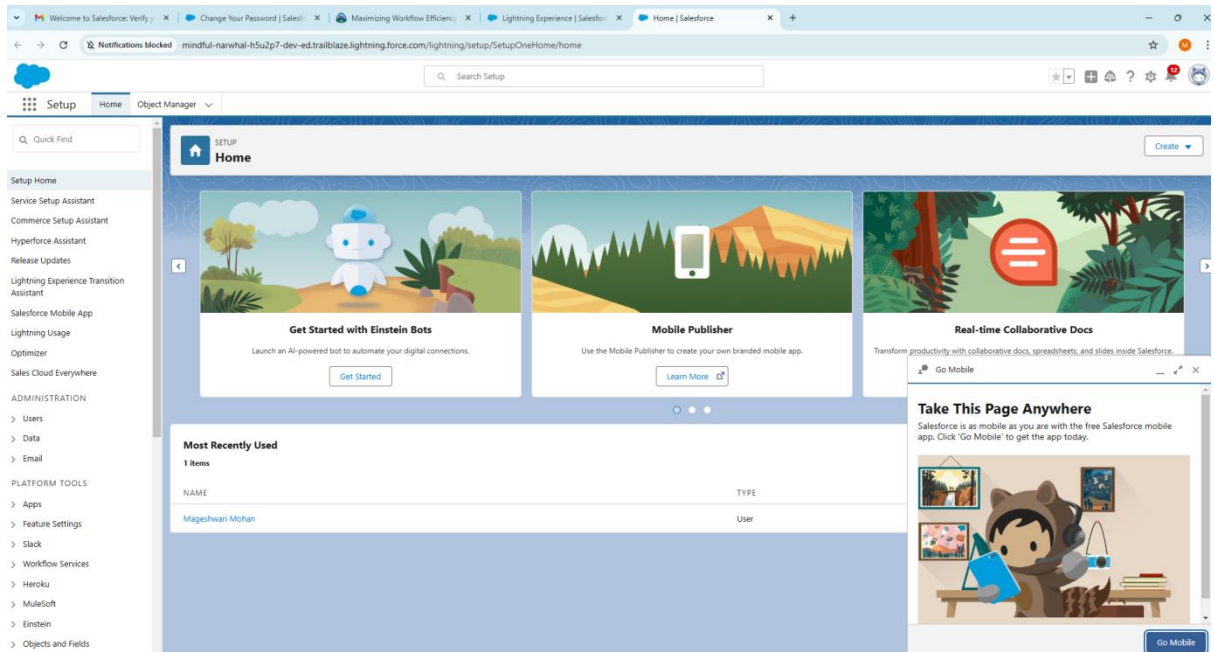 Welcome to Salesforce: Verify y
Change Your Password | Salesfo
Maximizing Workflow Efficienc
Lightning Experience | Salesforc
Home | Salesforce
Notifications blocked
mindful-narwhal-h5u2p7-dev-ed.trailblaze.lightning.force.com/lightning/setup/SetupOneHome/home
M
Search Setup
12
Setup
Home
Object Manager
Quick Find
Setup Home
Service Setup Assistant
Commerce Setup Assistant
Hyperforce Assistant
Release Updates
Lightning Experience Transition
Assistant
Salesforce Mobile App
Lightning Usage
Optimizer
Sales Cloud Everywhere
ADMINISTRATION
Users
Data
Email
PLATFORM TOOLS
Apps
Feature Settings
Slack
Workflow Services
Heroku
MuleSoft
Einstein
Objects and Fields
SETUP
Home
Create
Get Started with Einstein Bots
Launch an AI-powered bot to automate your digital connections.
Get Started
Mobile Publisher
Use the Mobile Publisher to create your own branded mobile app.
Learn More
Real-time Collaborative Docs
Transform productivity with collaborative docs, spreadsheets, and slides inside Salesforce.
Most Recently Used
1 items
NAME
TYPE
Mageshwari Mohan
User
Go Mobile
Take This Page Anywhere
Salesforce is as mobile as you are with the free Salesforce mobile
app. Click 'Go Mobile' to get the app today.
Go Mobile